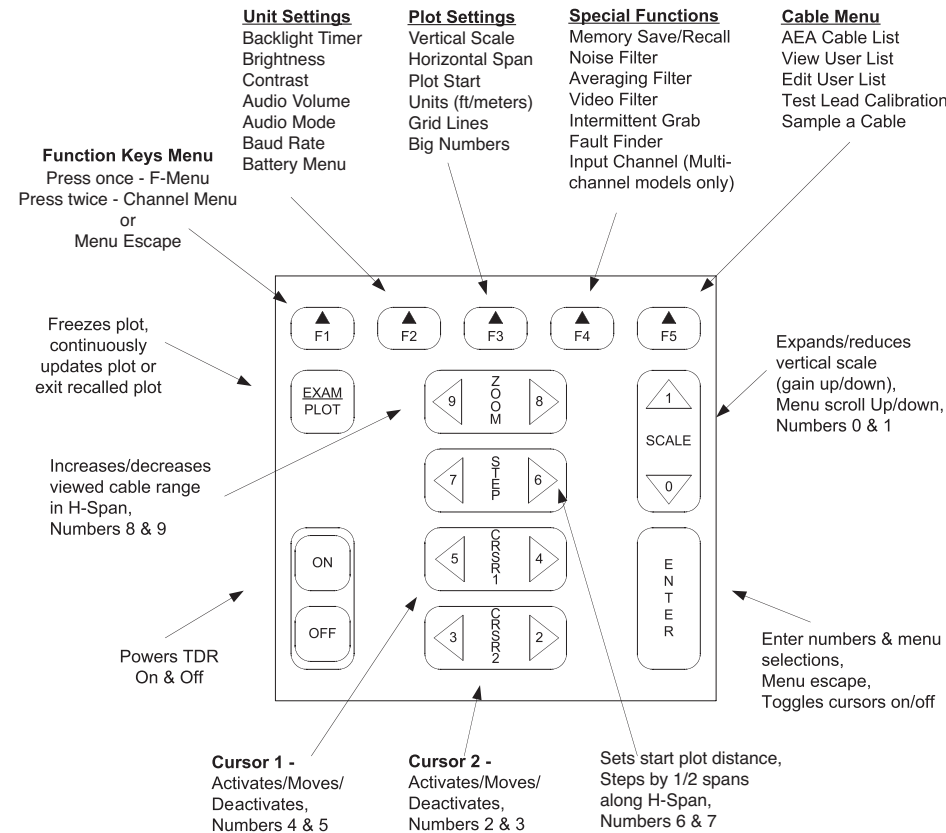 Unit Settings
Backlight Timer
Brightness
Contrast
Audio Volume
Audio Mode
Baud Rate
Battery Menu
Plot Settings
Vertical Scale
Horizontal Span
Plot Start
Units (ft/meters)
Grid Lines
Big Numbers
Special Functions
Memory Save/Recall
Noise Filter
Averaging Filter
Video Filter
Intermittent Grab
Fault Finder
Input Channel (Multi-
channel models only)
Cable Menu
AEA Cable List
View User List
Edit User List
Test Lead Calibration
Sample a Cable
Function Keys Menu
Press once - F-Menu
Press twice - Channel Menu
or
Menu Escape
F1
F2
F3
F4
F5
Freezes plot,
continuously
updates plot or
exit recalled plot
EXAM
PLOT
9
ZOOM
8
1
SCALE
0
Expands/reduces
vertical scale
(gain up/down),
Menu scroll Up/down,
Numbers 0 & 1
Increases/decreases
viewed cable range
in H-Span,
Numbers 8 & 9
7
STEP
6
ON
OFF
5
CRSR1
4
3
CRSR2
2
ENTER
Powers TDR
On & Off
Enter numbers & menu
selections,
Menu escape,
Toggles cursors on/off
Cursor 1 -
Activates/Moves/
Deactivates,
Numbers 4 & 5
Cursor 2 -
Activates/Moves/
Deactivates,
Numbers 2 & 3
Sets start plot distance,
Steps by 1/2 spans
along H-Span,
Numbers 6 & 7